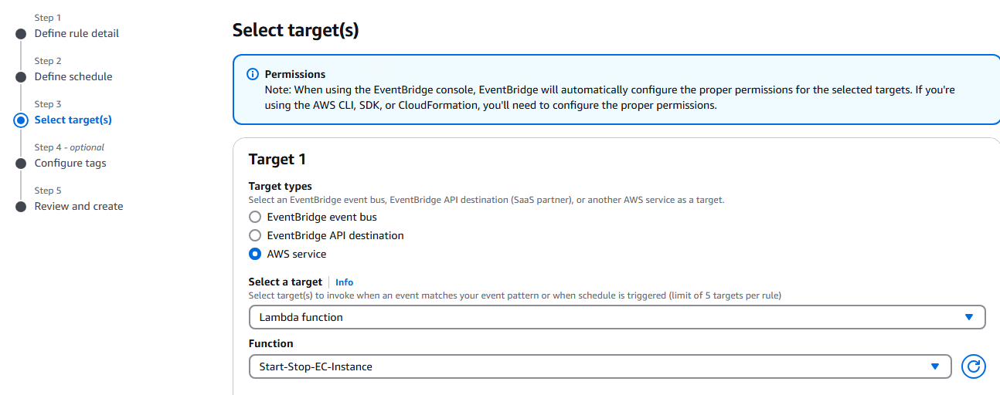 Step 1
Define rule detail
Step 2
Define schedule
Step 3
Select target(s)
Step 4 - optional
Configure tags
Step 5
Review and create
Select target(s)
Permissions
Note: When using the EventBridge console, EventBridge will automatically configure the proper permissions for the selected targets. If you're
using the AWS CLI, SDK, or CloudFormation, you'll need to configure the proper permissions.
Target 1
Target types
Select an EventBridge event bus, EventBridge API destination (SaaS partner), or another AWS service as a target.
EventBridge event bus
EventBridge API destination
AWS service
Select a target Info
Select target(s) to invoke when an event matches your event pattern or when schedule is triggered (limit of 5 targets per rule)
Lambda function
Function
Start-Stop-EC-Instance